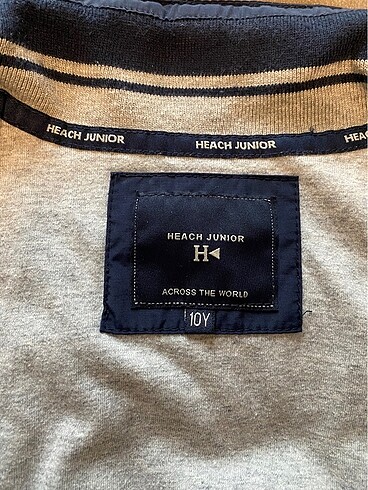 HEACH JUNIOR HEACH JUNIOR HEACH
HEACH JUNIOR
H
ACROSS THE WORLD
10Y